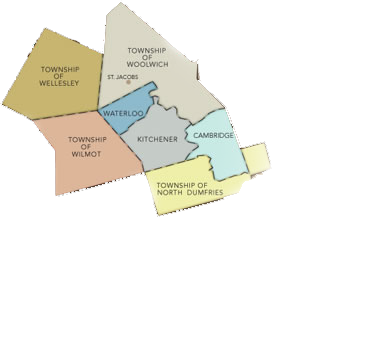 TOWNSHIP
OF
WOOLWICH
ST. JACOBS
TOWNSHIP
OF
WELLESLEY
WATERLOO
KITCHENER
CAMBRIDGE
TOWNSHIP
OF
WILMOT
TOWNSHIP OF
NORTH DUMFRIES